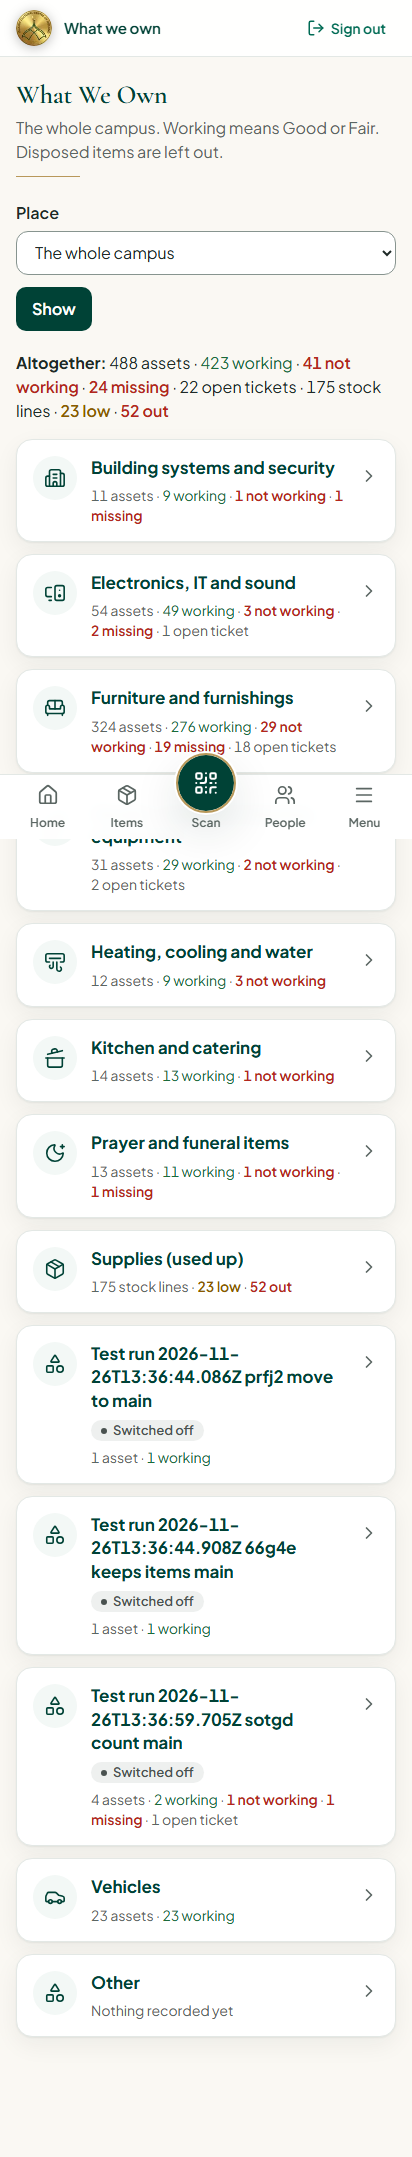 What we own
Sign out
What We Own
The whole campus. Working means Good or Fair.
Disposed items are left out.
Place
The whole campus
Show
Altogether: 488 assets · 423 working · 41 not
working · 24 missing · 22 open tickets · 175 stock
lines · 23 low · 52 out
Building systems and security
11 assets · 9 working · 1 not working · 1
missing
Electronics, IT and sound
54 assets · 49 working · 3 not working ·
2 missing · 1 open ticket
Furniture and furnishings
324 assets · 276 working · 29 not
working · 19 missing · 18 open tickets
Home
Items
Scan
People
Menu
equipment
31 assets · 29 working · 2 not working ·
2 open tickets
Heating, cooling and water
12 assets · 9 working · 3 not working
Kitchen and catering
14 assets · 13 working · 1 not working
Prayer and funeral items
13 assets · 11 working · 1 not working ·
1 missing
Supplies (used up)
175 stock lines · 23 low · 52 out
Test run 2026-11-
26T13:36:44.086Z prfj2 move
to main
Switched off
1 asset · 1 working
Test run 2026-11-
26T13:36:44.908Z 66g4e
keeps items main
Switched off
1 asset · 1 working
Test run 2026-11-
26T13:36:59.705Z sotgd
count main
Switched off
4 assets · 2 working · 1 not working · 1
missing · 1 open ticket
Vehicles
23 assets · 23 working
Other
Nothing recorded yet